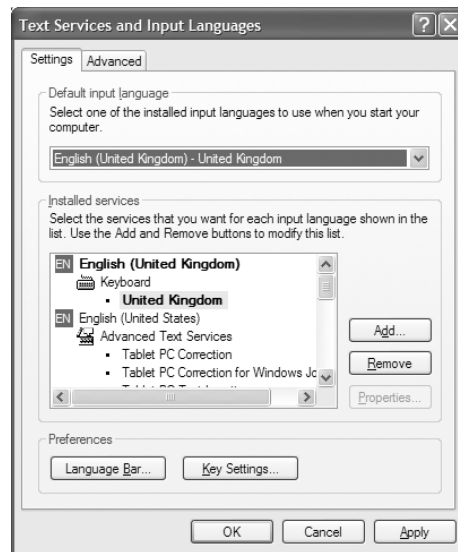 Text Services and Input Languages
Settings
Advanced
Default input language
Select one of the installed input languages to use when you start your
computer.
English (United Kingdom) - United Kingdom
Installed services
Select the services that you want for each input language shown in the
list. Use the Add and Remove buttons to modify this list.
EN English (United Kingdom)
Keyboard
• United Kingdom
EN English (United States)
Advanced Text Services
• Tablet PC Correction
• Tablet PC Correction for Windows Jo
Add...
Remove
Properties...
Preferences
Language Bar...
Key Settings...
OK
Cancel
Apply